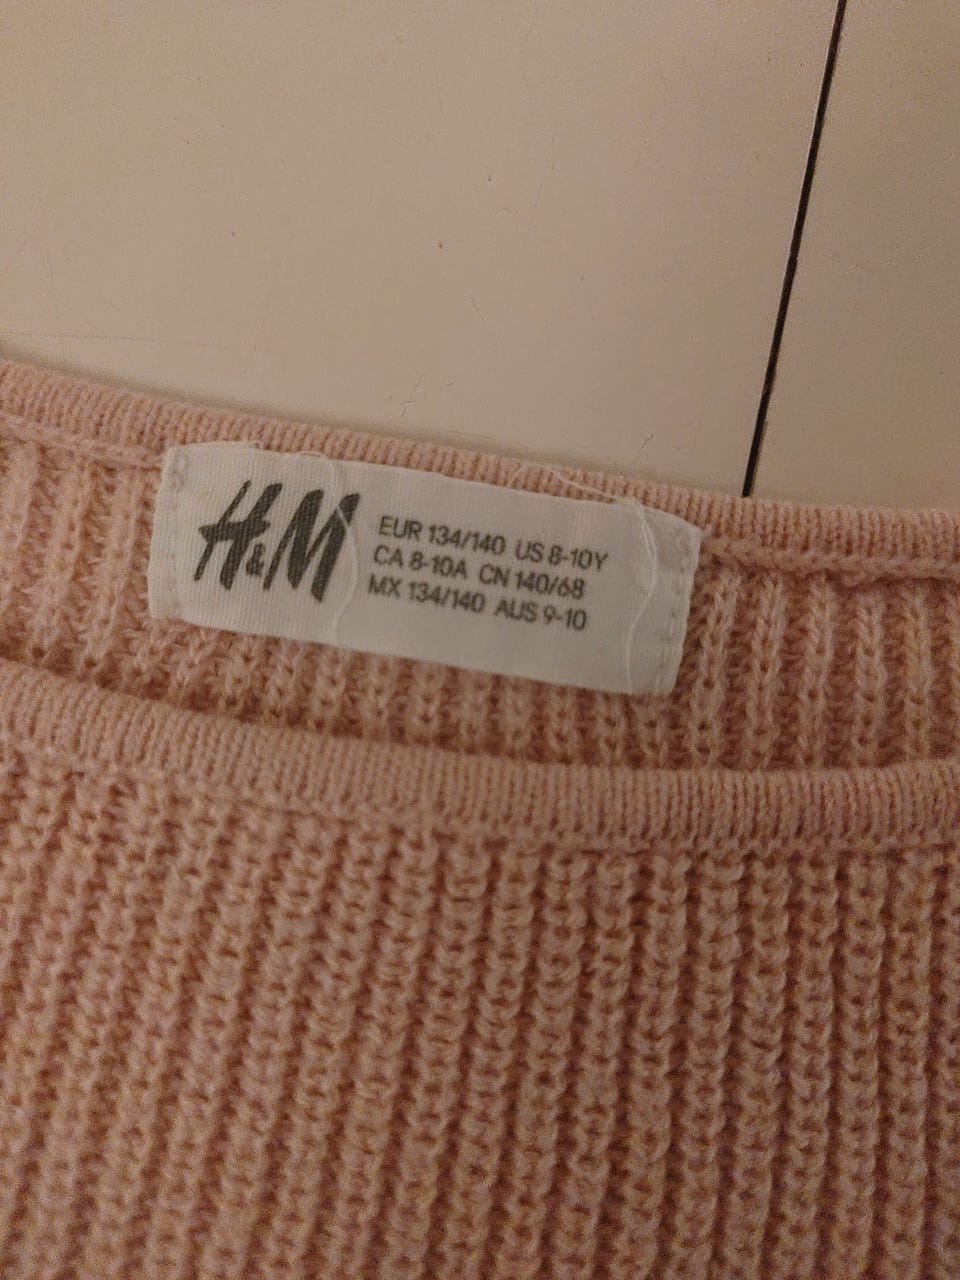 H&M
EUR 134/140 US 8-10Y
CA 8-10A CN 140/68
MX 134/140 AUS 9-10